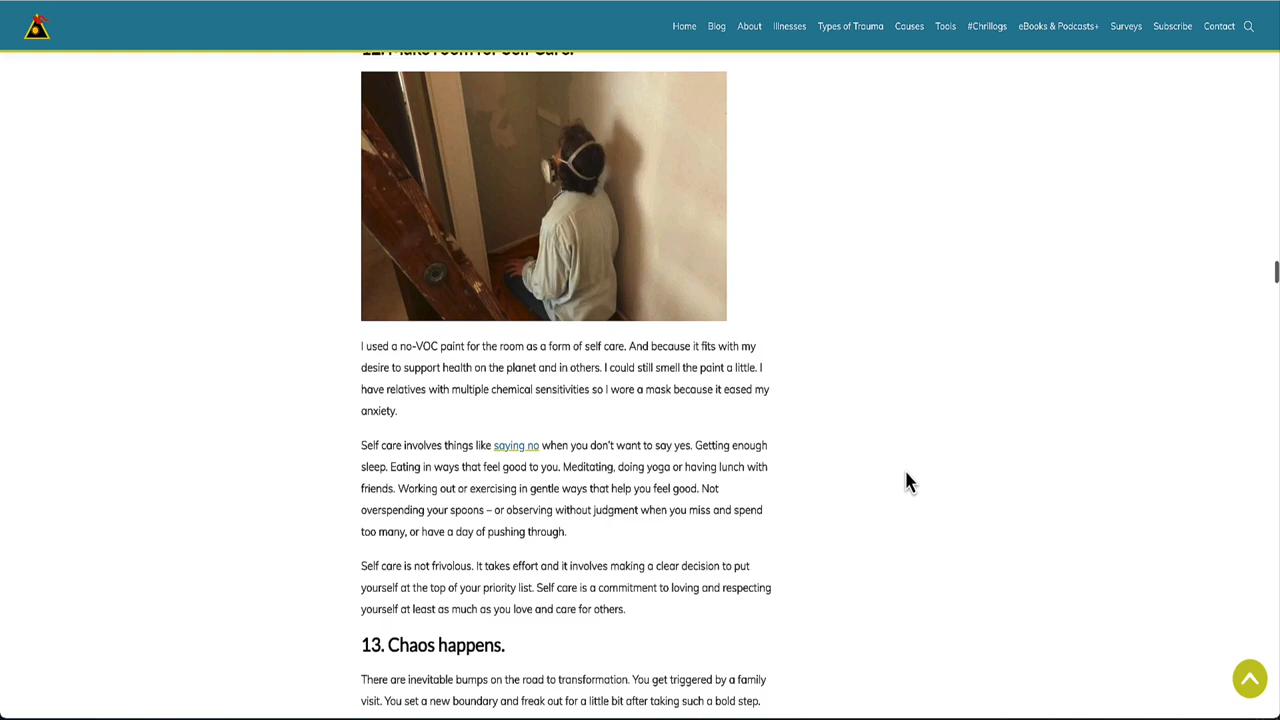 Home Blog About Illnesses Types of Trauma Causes Tools #Chrillogs eBooks & Podcasts+ Surveys Subscribe Contact
12. Make room for Self Care.
I used a no-VOC paint for the room as a form of self care. And because it fits with my
desire to support health on the planet and in others. I could still smell the paint a little. I
have relatives with multiple chemical sensitivities so I wore a mask because it eased my
anxiety.
Self care involves things like saying no when you don't want to say yes. Getting enough
sleep. Eating in ways that feel good to you. Meditating, doing yoga or having lunch with
friends. Working out or exercising in gentle ways that help you feel good. Not
overspending your spoons – or observing without judgment when you miss and spend
too many, or have a day of pushing through.
Self care is not frivolous. It takes effort and it involves making a clear decision to put
yourself at the top of your priority list. Self care is a commitment to loving and respecting
yourself at least as much as you love and care for others.
13. Chaos happens.
There are inevitable bumps on the road to transformation. You get triggered by a family
visit. You set a new boundary and freak out for a little bit after taking such a bold step.